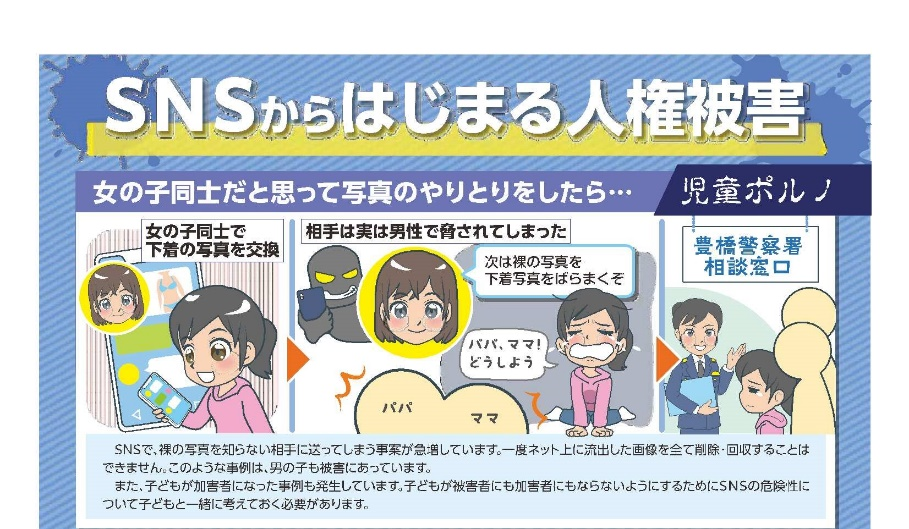 SNSからはじまる人権被害
女の子同士だと思って写真のやりとりをしたら…
児童ポルノ
女の子同士で
下着の写真を交換
相手は実は男性で脅されてしまった
次は裸の写真を
下着写真をばらまくぞ
パパ、ママ!
どうしよう
パパ
ママ
豊橋警察署
相談窓口
SNSで、裸の写真を知らない相手に送ってしまう事案が急増しています。一度ネット上に流出した画像を全て削除・回収することは
できません。このような事例は、男の子も被害にあっています。
また、子どもが加害者になった事例も発生しています。子どもが被害者にも加害者にもならないようにするためにSNSの危険性に
ついて子どもと一緒に考えておく必要があります。